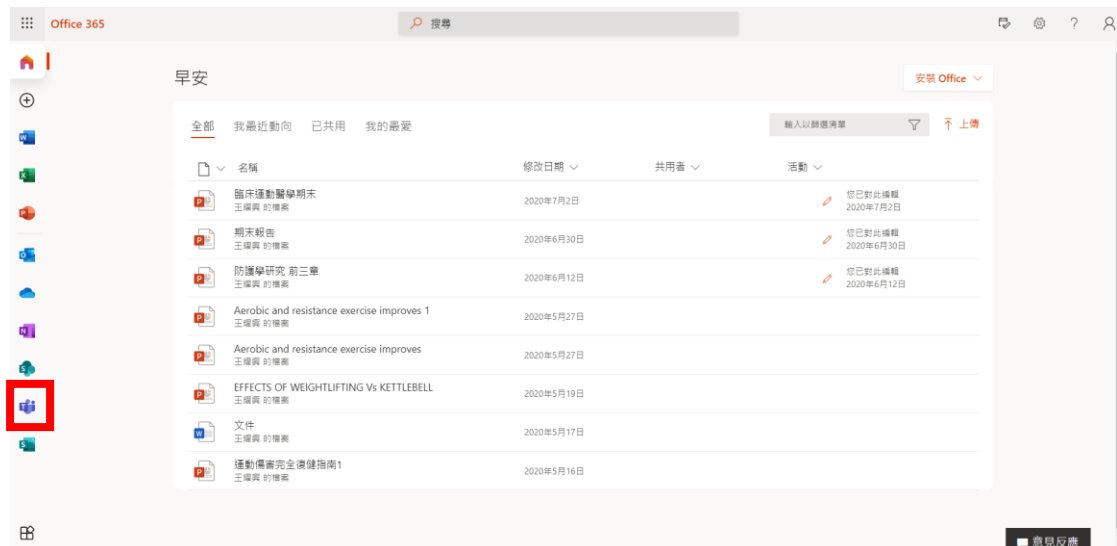 Office 365
搜尋
早安
安裝 Office
全部 我最近動向 已共用 我的最愛
輸入以篩選清單
上傳
名稱 修改日期 共用者 活動
臨床運動醫學期末
王耀興 的檔案
2020年7月2日
您已對此編輯
2020年7月2日
期末報告
王耀興 的檔案
2020年6月30日
您已對此編輯
2020年6月30日
防護學研究 前三章
王耀興 的檔案
2020年6月12日
您已對此編輯
2020年6月12日
Aerobic and resistance exercise improves 1
王耀興 的檔案
2020年5月27日
Aerobic and resistance exercise improves
王耀興 的檔案
2020年5月27日
EFFECTS OF WEIGHTLIFTING Vs KETTLEBELL
王耀興 的檔案
2020年5月19日
文件
王耀興 的檔案
2020年5月17日
運動傷害完全復健指南1
王耀興 的檔案
2020年5月16日
意見反應